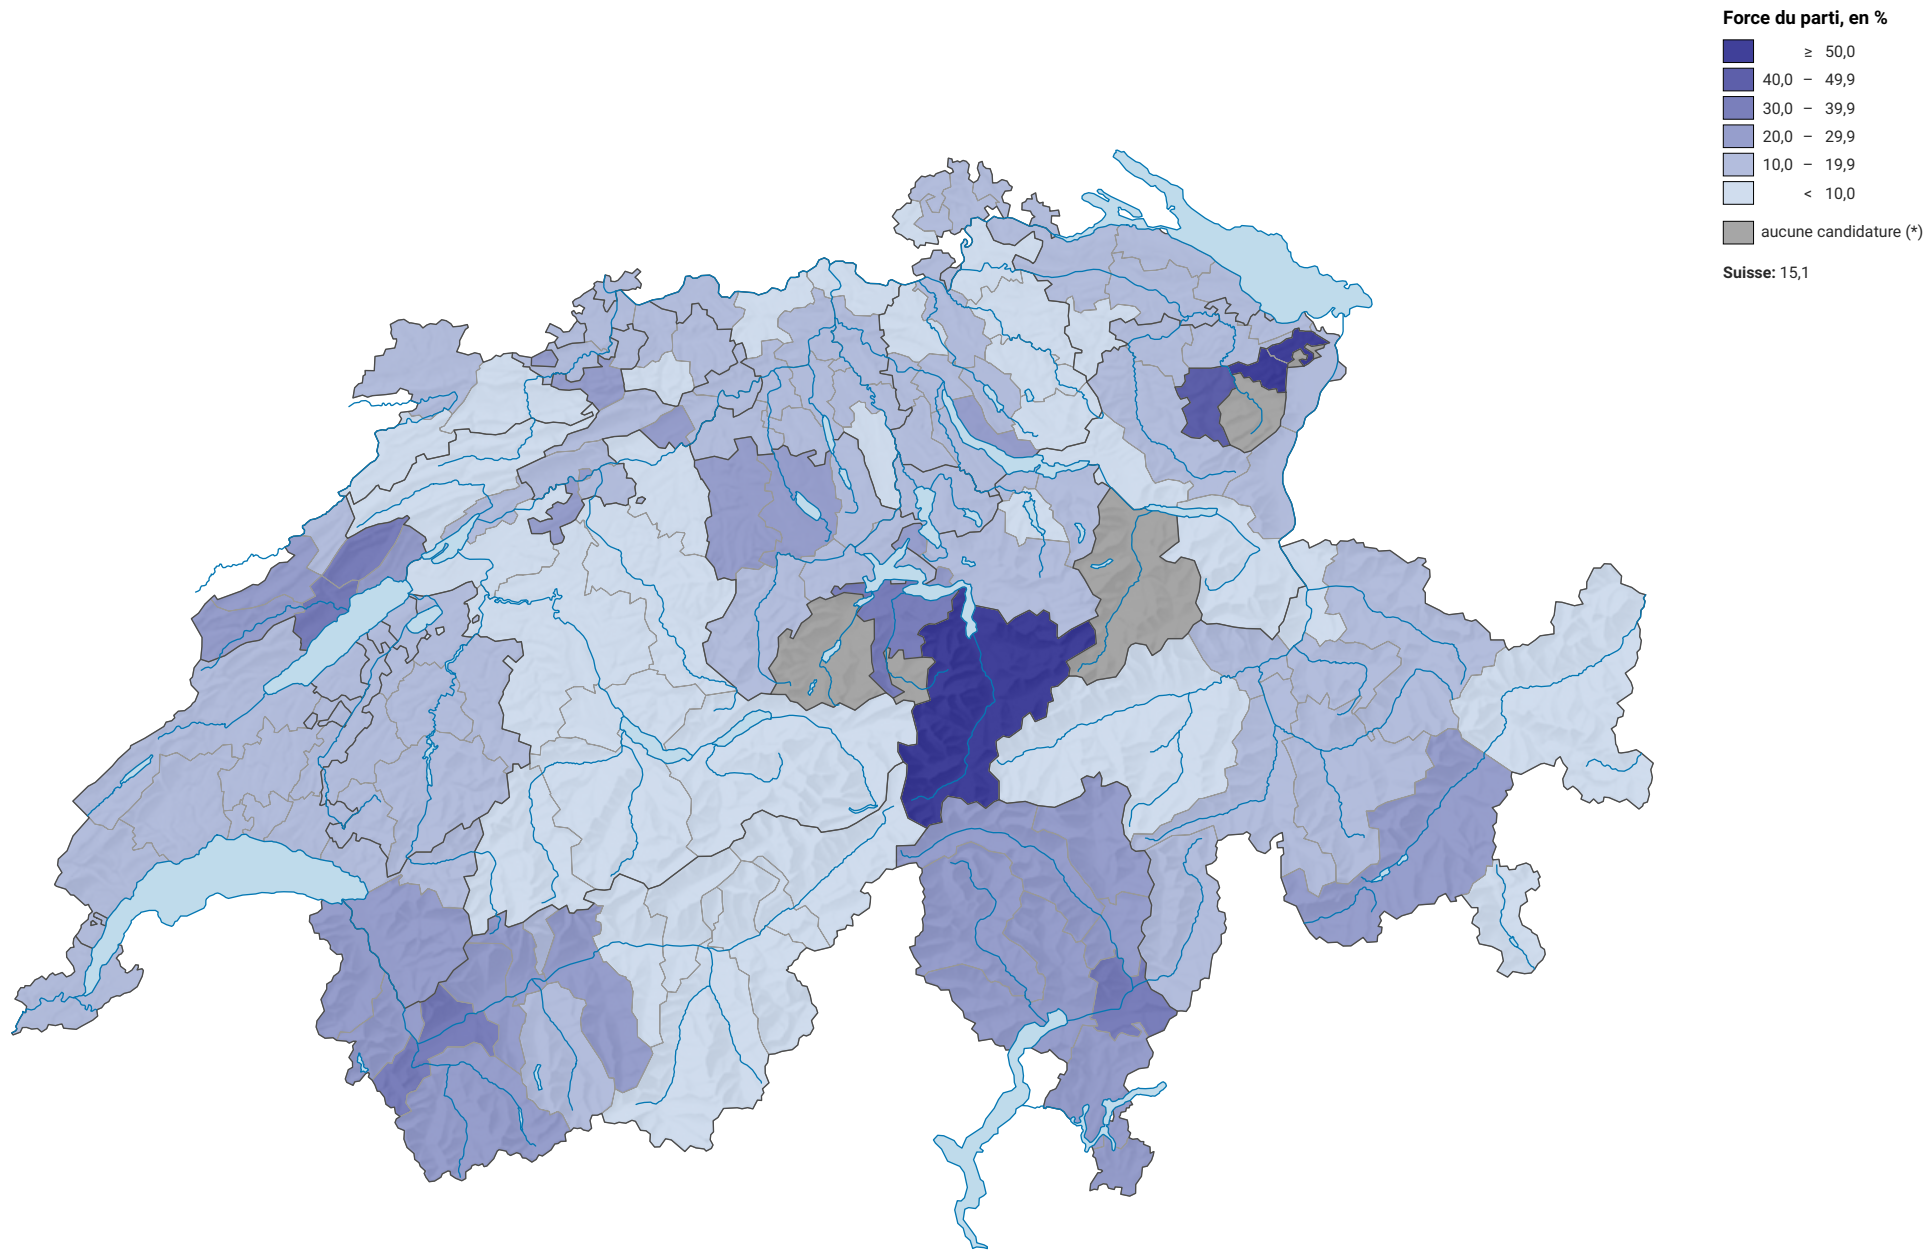 Force du parti, en %
≥ 50,0
40,0 – 49,9
30,0 – 39,9
20,0 – 29,9
10,0 – 19,9
< 10,0
aucune candidature (*)
Suisse: 15,1